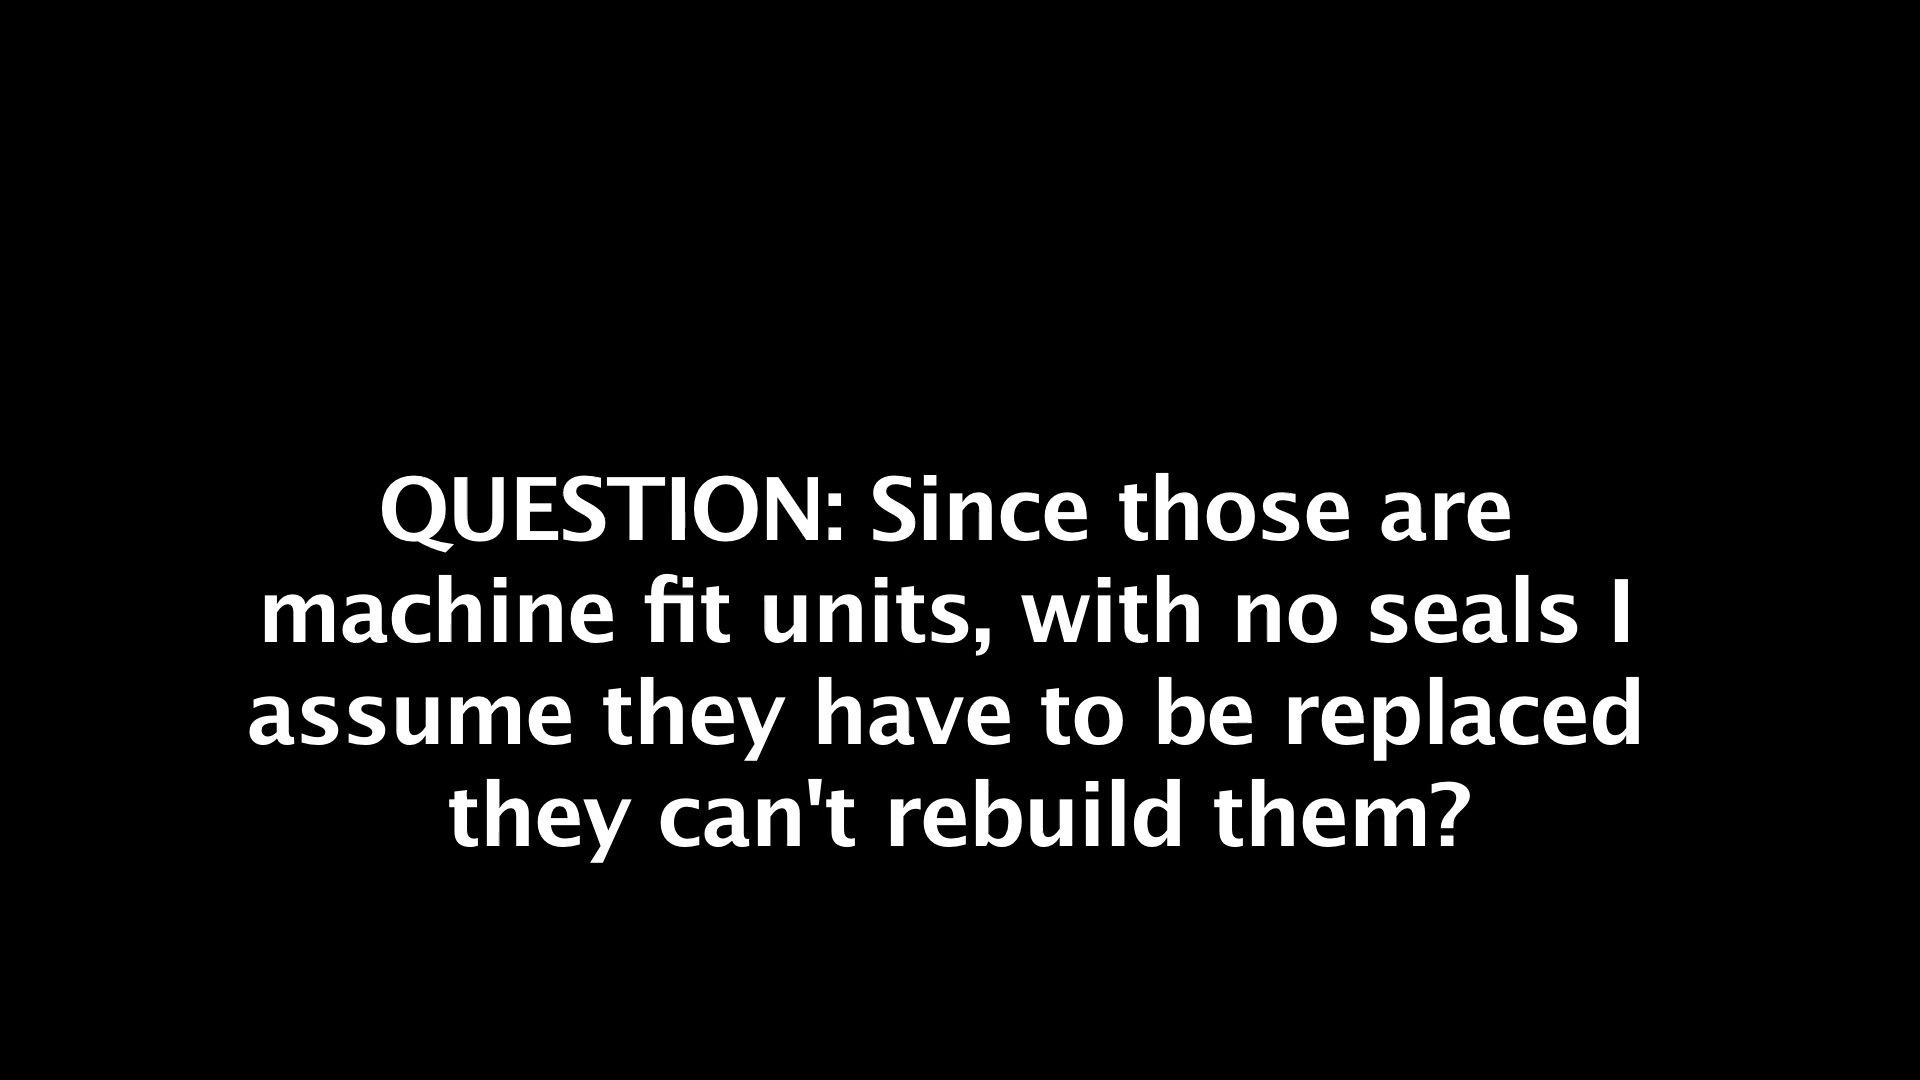 QUESTION: Since those are
machine fit units, with no seals I
assume they have to be replaced
they can't rebuild them?